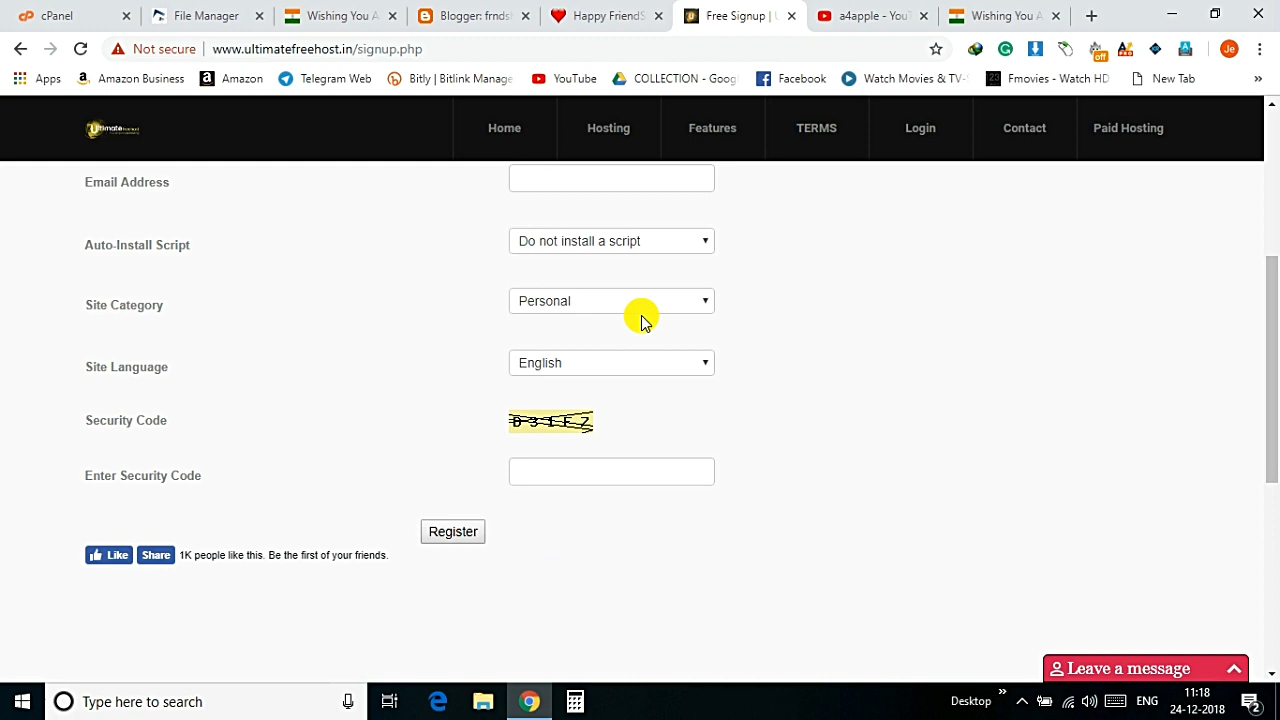 cPanel
File Manager
Wishing You A
Blogger: frnds
Happy FriendS
Free Signup | U
a4apple - YouT
Wishing You A
Not secure
www.ultimatefreehost.in/signup.php
Je
off
Apps
Amazon Business
Amazon
Telegram Web
Bitly | Bitlink Manage
YouTube
COLLECTION - Goog
Facebook
Watch Movies & TV-S
Fmovies - Watch HD
New Tab
»
Home
Hosting
Features
TERMS
Login
Contact
Paid Hosting
Email Address
Auto-Install Script
Do not install a script
Site Category
Personal
Site Language
English
Security Code
Enter Security Code
Register
Like
Share
1K people like this. Be the first of your friends.
Leave a message
Type here to search
Desktop
»
ENG
11:18
24-12-2018
2